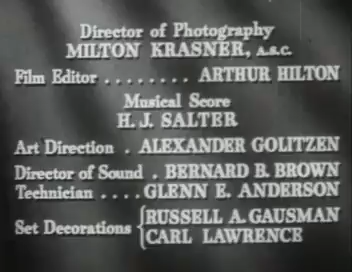 Director of Photography
MILTON KRASNER, A.S.C.
Film Editor ........ ARTHUR HILTON
Musical Score
H. J. SALTER
Art Direction . ALEXANDER GOLITZEN
Director of Sound . BERNARD B. BROWN
Technician .... GLENN E. ANDERSON
Set Decorations { RUSSELL A. GAUSMAN
CARL LAWRENCE